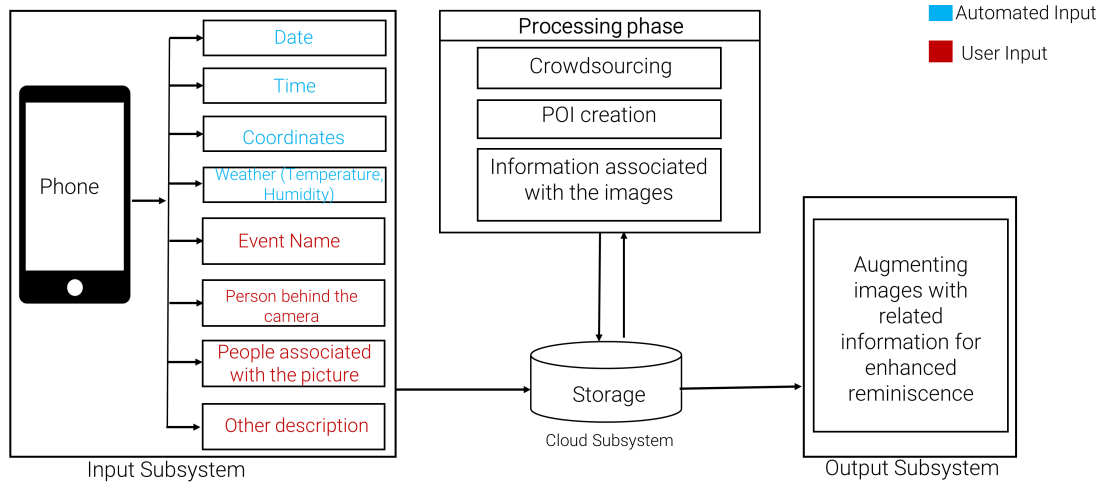 Automated Input
User Input
Phone
Date
Time
Coordinates
Weather (Temperature,
Humidity)
Event Name
Person behind the
camera
People associated
with the picture
Other description
Input Subsystem
Processing phase
Crowdsourcing
POI creation
Information associated
with the images
Storage
Cloud Subsystem
Augmenting
images with
related
information for
enhanced
reminiscence
Output Subsystem